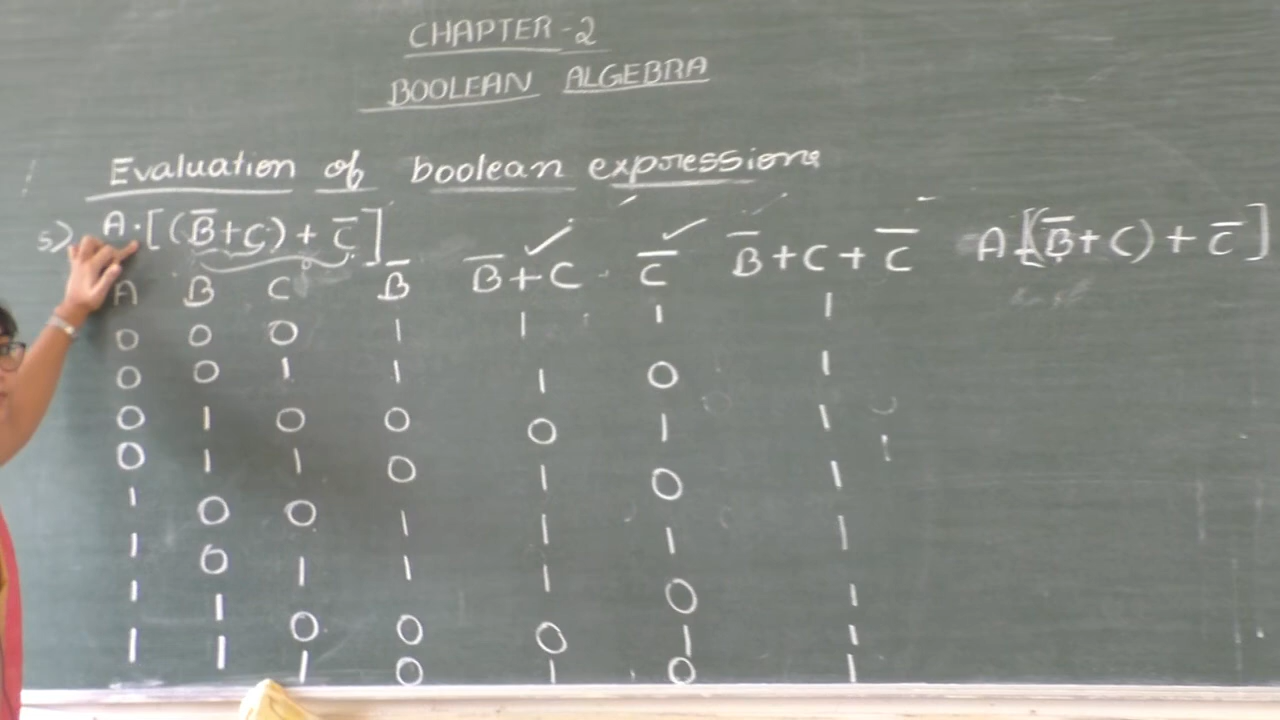 CHAPTER - 2
BOOLEAN ALGEBRA
Evaluation of boolean expressions
5) A·[(B̅+C)+C̅]
A B C B̅ B̅+C C̅ B̅+C+C̅ A[(B̅+C)+C̅]
0 0 0 1 1 1 1
0 0 1 1 1 0 1
0 1 0 0 0 1 1
0 1 1 0 1 0 1
1 0 0 1 1 1 1
1 0 1 1 1 0 1
1 1 0 0 0 1 1
1 1 1 0 1 0 1